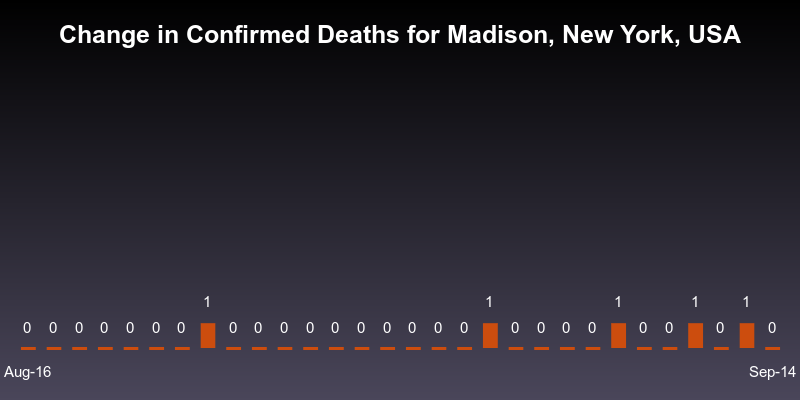 Change in Confirmed Deaths for Madison, New York, USA
1 1 1 1 1
0 0 0 0 0 0 0 0 0 0 0 0 0 0 0 0 0 0 0 0 0 0 0 0 0
Aug-16 Sep-14